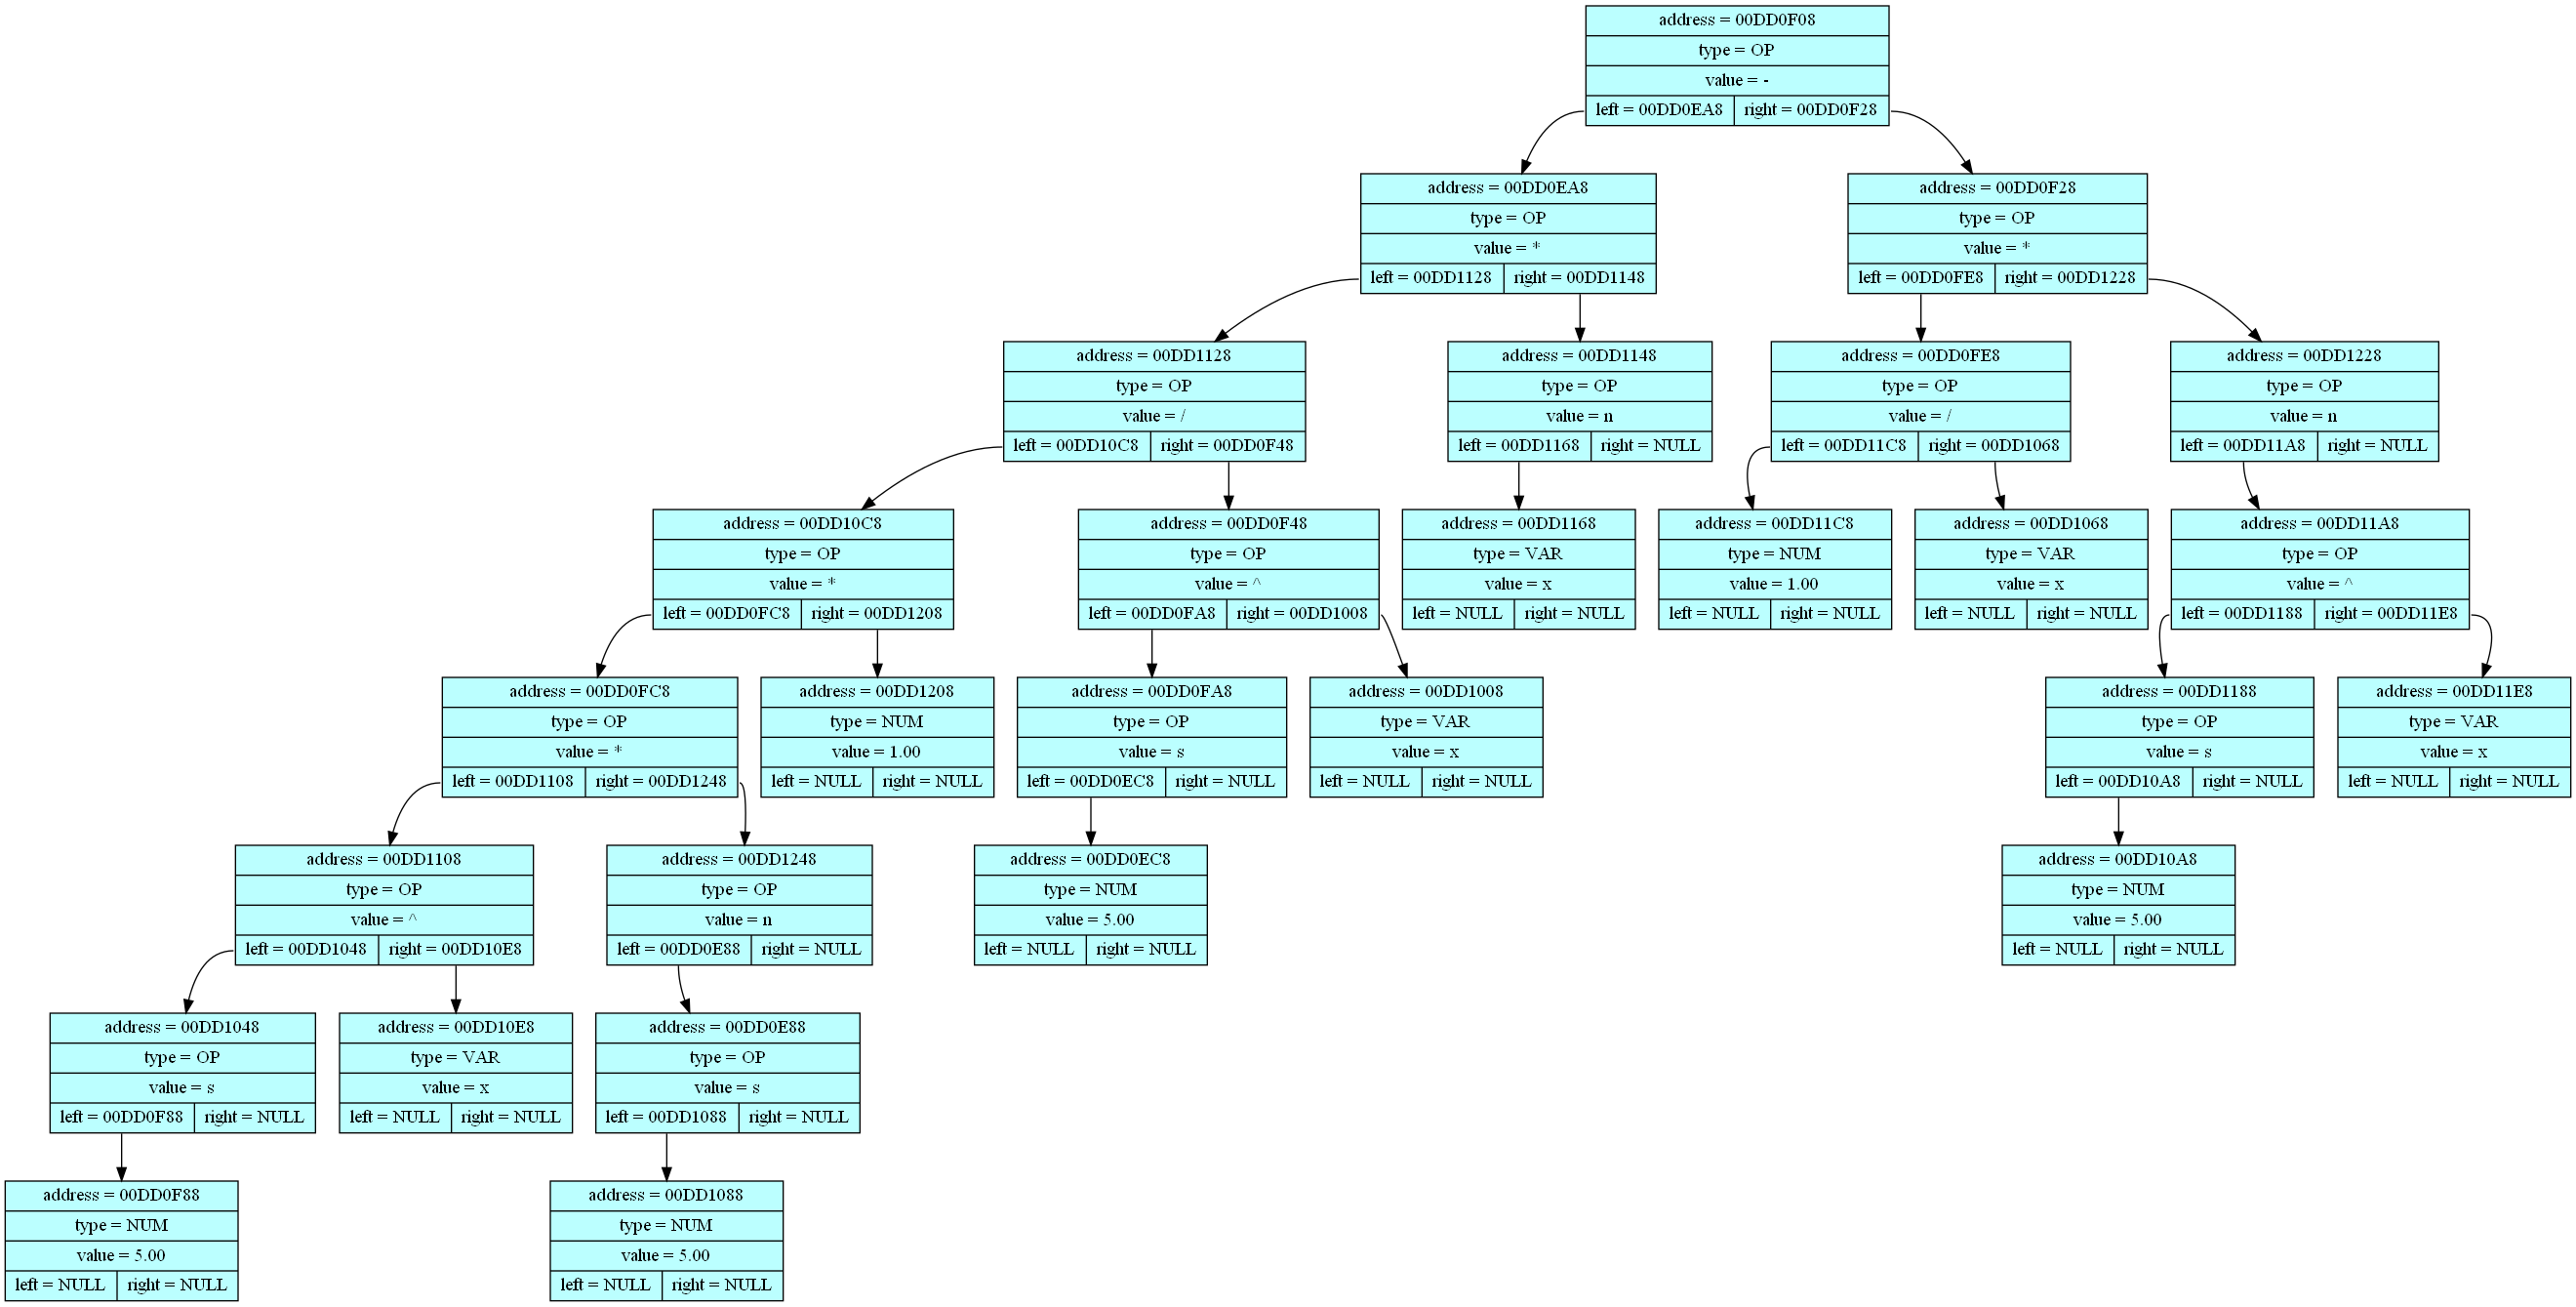 address = 00DD0F08
type = OP
value = -
left = 00DD0EA8 right = 00DD0F28
address = 00DD0EA8
type = OP
value = *
left = 00DD1128 right = 00DD1148
address = 00DD0F28
type = OP
value = *
left = 00DD0FE8 right = 00DD1228
address = 00DD1128
type = OP
value = /
left = 00DD10C8 right = 00DD0F48
address = 00DD1148
type = OP
value = n
left = 00DD1168 right = NULL
address = 00DD0FE8
type = OP
value = /
left = 00DD11C8 right = 00DD1068
address = 00DD1228
type = OP
value = n
left = 00DD11A8 right = NULL
address = 00DD10C8
type = OP
value = *
left = 00DD0FC8 right = 00DD1208
address = 00DD0F48
type = OP
value = ^
left = 00DD0FA8 right = 00DD1008
address = 00DD1168
type = VAR
value = x
left = NULL right = NULL
address = 00DD11C8
type = NUM
value = 1.00
left = NULL right = NULL
address = 00DD1068
type = VAR
value = x
left = NULL right = NULL
address = 00DD11A8
type = OP
value = ^
left = 00DD1188 right = 00DD11E8
address = 00DD0FC8
type = OP
value = *
left = 00DD1108 right = 00DD1248
address = 00DD1208
type = NUM
value = 1.00
left = NULL right = NULL
address = 00DD0FA8
type = OP
value = s
left = 00DD0EC8 right = NULL
address = 00DD1008
type = VAR
value = x
left = NULL right = NULL
address = 00DD1188
type = OP
value = s
left = 00DD10A8 right = NULL
address = 00DD11E8
type = VAR
value = x
left = NULL right = NULL
address = 00DD1108
type = OP
value = ^
left = 00DD1048 right = 00DD10E8
address = 00DD1248
type = OP
value = n
left = 00DD0E88 right = NULL
address = 00DD0EC8
type = NUM
value = 5.00
left = NULL right = NULL
address = 00DD10A8
type = NUM
value = 5.00
left = NULL right = NULL
address = 00DD1048
type = OP
value = s
left = 00DD0F88 right = NULL
address = 00DD10E8
type = VAR
value = x
left = NULL right = NULL
address = 00DD0E88
type = OP
value = s
left = 00DD1088 right = NULL
address = 00DD0F88
type = NUM
value = 5.00
left = NULL right = NULL
address = 00DD1088
type = NUM
value = 5.00
left = NULL right = NULL